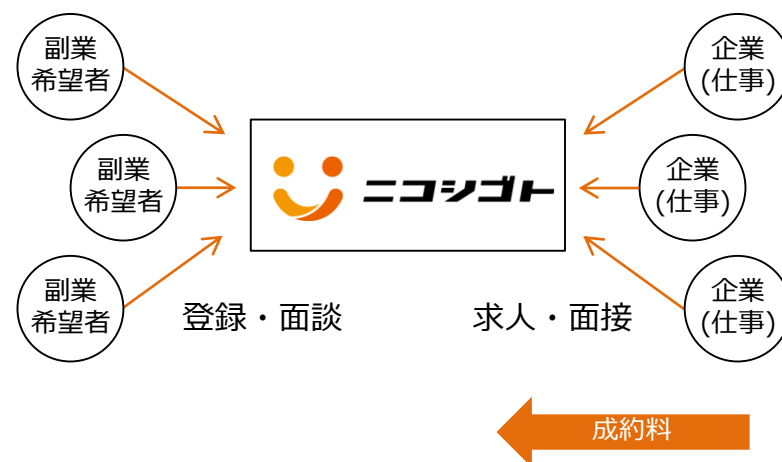 副業
希望者
企業
(仕事)
副業
希望者
ニコシゴト
企業
(仕事)
副業
希望者
企業
(仕事)
登録・面談
求人・面接
成約料